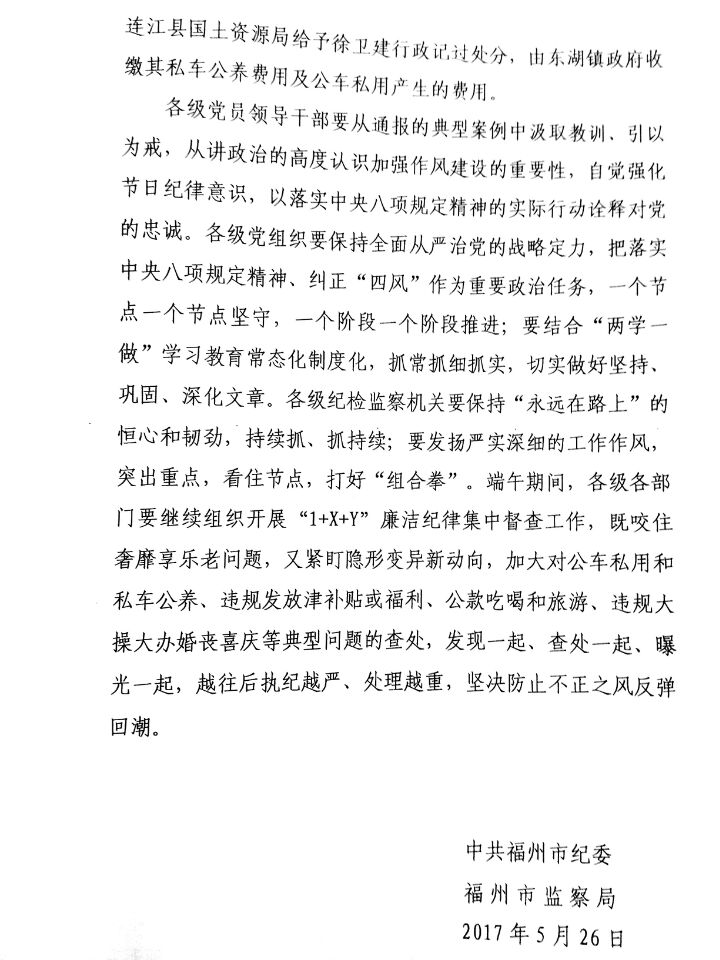 连江县国土资源局给予徐卫建行政记过处分，由东湖镇政府收
缴其私车公养费用及公车私用产生的费用。
各级党员领导干部要从通报的典型案例中汲取教训、引以
为戒，从讲政治的高度认识加强作风建设的重要性，自觉强化
节日纪律意识，以落实中央八项规定精神的实际行动诠释对党
的忠诚。各级党组织要保持全面从严治党的战略定力，把落实
中央八项规定精神、纠正“四风”作为重要政治任务，一个节
点一个节点坚守，一个阶段一个阶段推进；要结合“两学一
做”学习教育常态化制度化，抓常抓细抓实，切实做好坚持、
巩固、深化文章。各级纪检监察机关要保持“永远在路上”的
恒心和韧劲，持续抓、抓持续；要发扬严实深细的工作作风，
突出重点，看住节点，打好“组合拳”。端午期间，各级各部
门要继续组织开展“1+X+Y”廉洁纪律集中督查工作，既咬住
奢靡享乐老问题，又紧盯隐形变异新动向，加大对公车私用和
私车公养、违规发放津补贴或福利、公款吃喝和旅游、违规大
操大办婚丧喜庆等典型问题的查处，发现一起、查处一起、曝
光一起，越往后执纪越严、处理越重，坚决防止不正之风反弹
回潮。
中共福州市纪委
福州市监察局
2017年5月26日